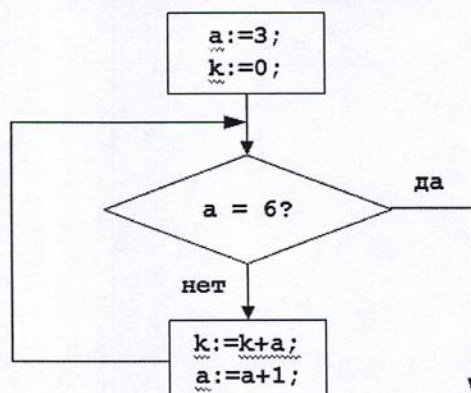 a:=3;
k:=0;
a = 6?
да
нет
k:=k+a;
a:=a+1;